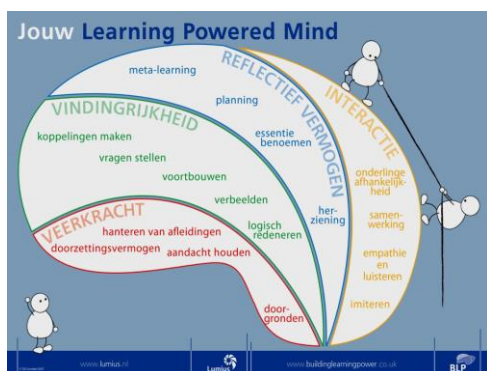 Jouw Learning Powered Mind
REFLECTIEF VERMOGEN
meta-learning
planning
essentie
benoemen
her-
ziening
VINDINGRIJKHEID
koppelingen maken
vragen stellen
voortbouwen
verbeelden
logisch
redeneren
VEERKRACHT
hanteren van afleidingen
doorzettingsvermogen
aandacht houden
door-
gronden
INTERACTIE
onderlinge
afhankelijk-
heid
samen-
werking
empathie
en
luisteren
imiteren
www.lumius.nl
Lumius
www.buildinglearningpower.co.uk
BLP